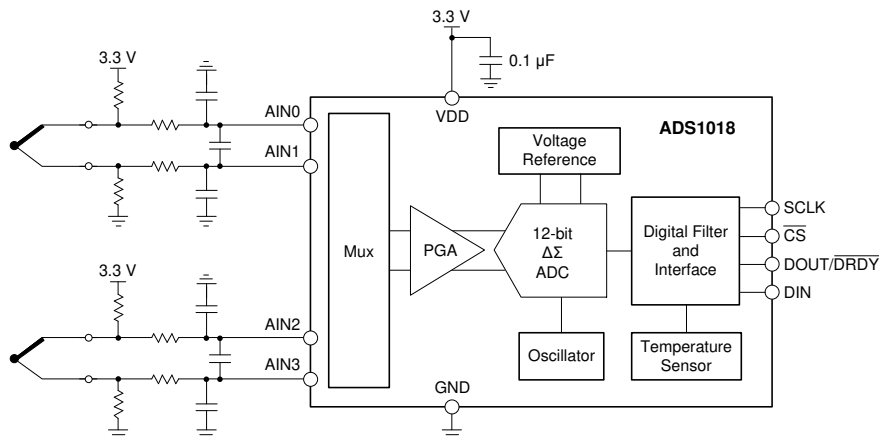 3.3 V
0.1 µF
3.3 V
AIN0
AIN1
VDD
ADS1018
Voltage
Reference
Mux
PGA
12-bit
ΔΣ
ADC
Digital Filter
and
Interface
SCLK
CS
DOUT/DRDY
DIN
3.3 V
AIN2
AIN3
Oscillator
Temperature
Sensor
GND